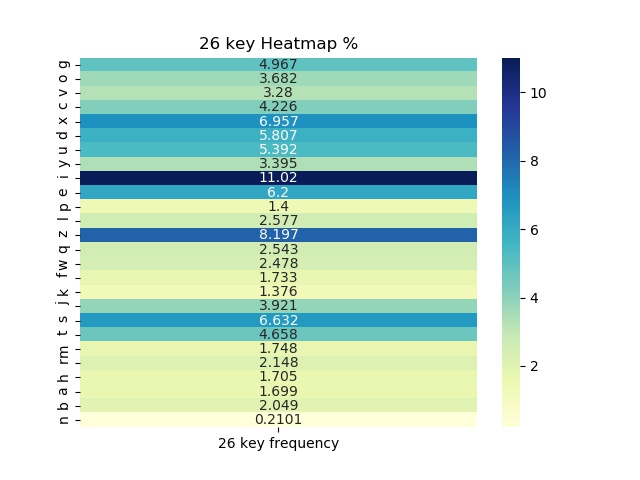 26 key Heatmap %
g 4.967
o 3.682
v 3.28
c 4.226
x 6.957
d 5.807
u 5.392
y 3.395
i 11.02
e 6.2
p 1.4
l 2.577
z 8.197
q 2.543
w 2.478
f 1.733
k 1.376
j 3.921
s 6.632
t 4.658
m 1.748
r 2.148
h 1.705
a 1.699
b 2.049
n 0.2101
26 key frequency
10
8
6
4
2